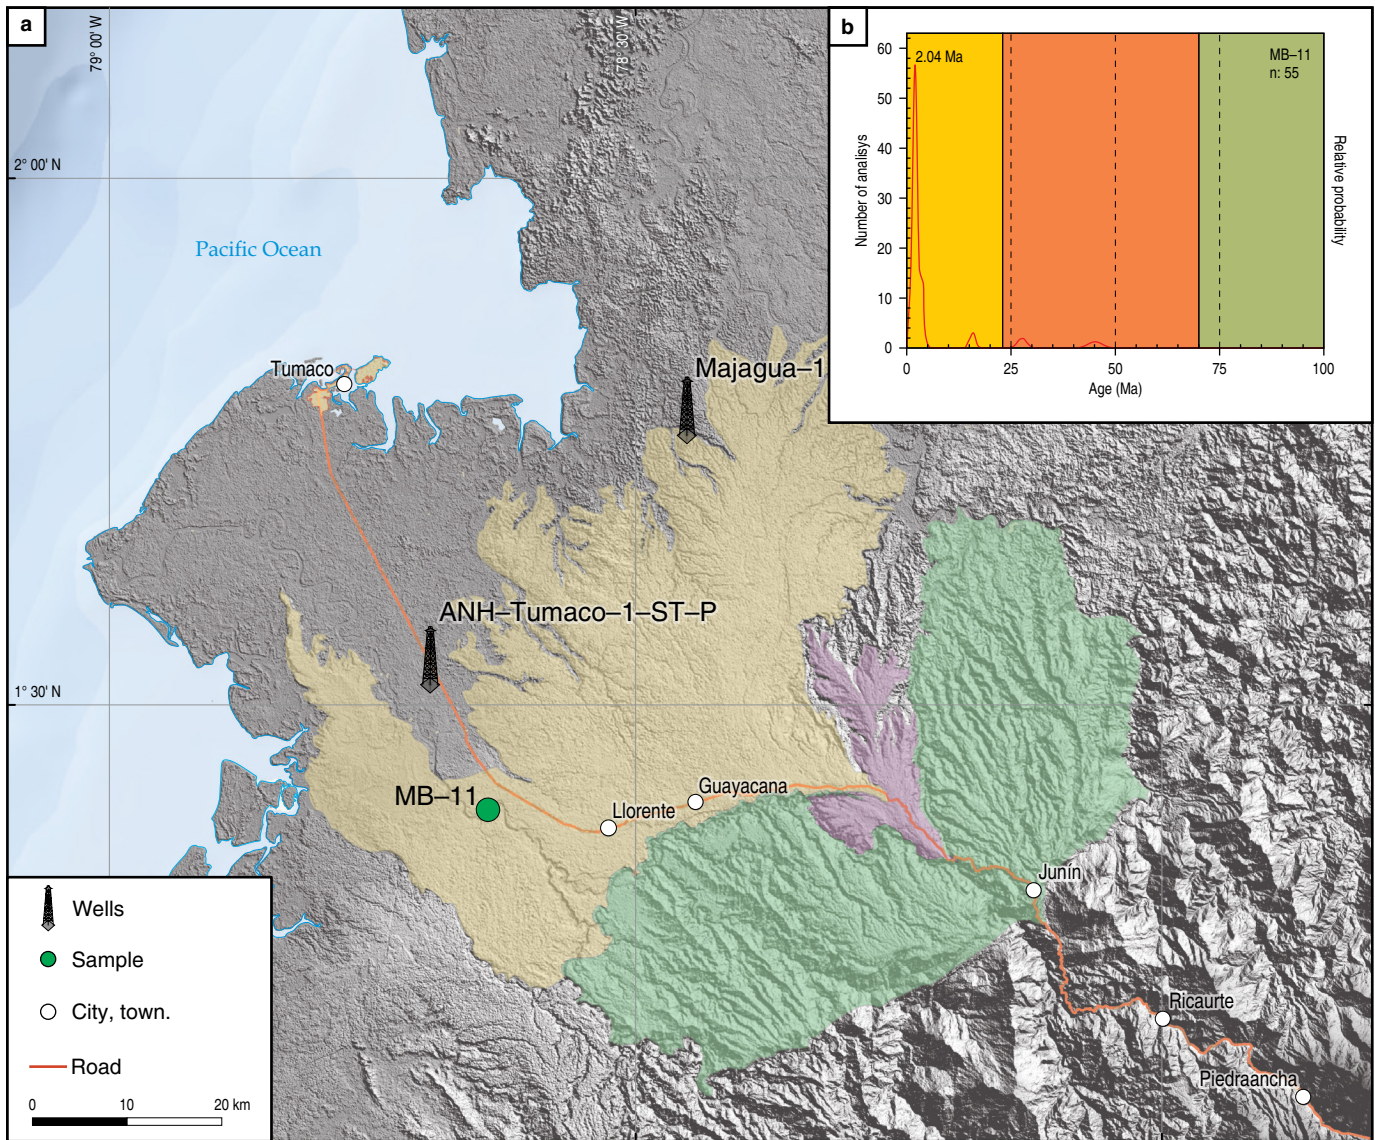 a
79° 00' W
78° 30' W
2° 00' N
Pacific Ocean
Tumaco
Majagua–1
ANH–Tumaco–1–ST–P
1° 30' N
MB–11
Guayacana
Llorente
Junín
Ricaurte
Piedraancha
Wells
Sample
City, town.
Road
0 10 20 km
b
60
50
40
30
20
10
0
Number of analisys
2.04 Ma
MB–11
n: 55
Relative probability
0 25 50 75 100
Age (Ma)